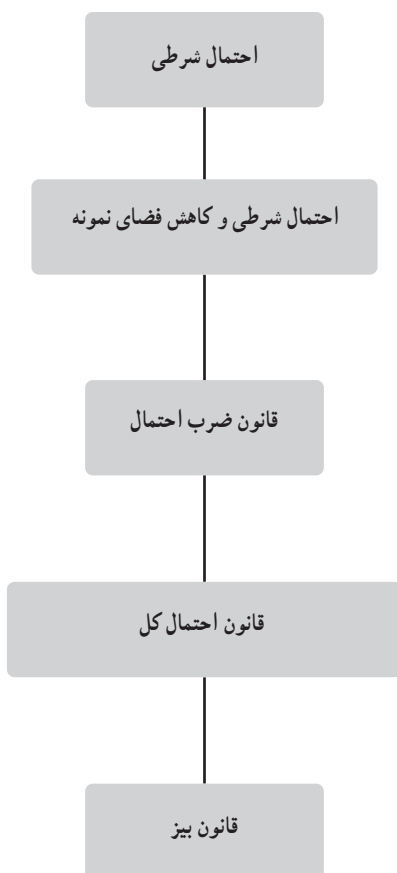 احتمال شرطی
احتمال شرطی و کاهش فضای نمونه
قانون ضرب احتمال
قانون احتمال کل
قانون بیز